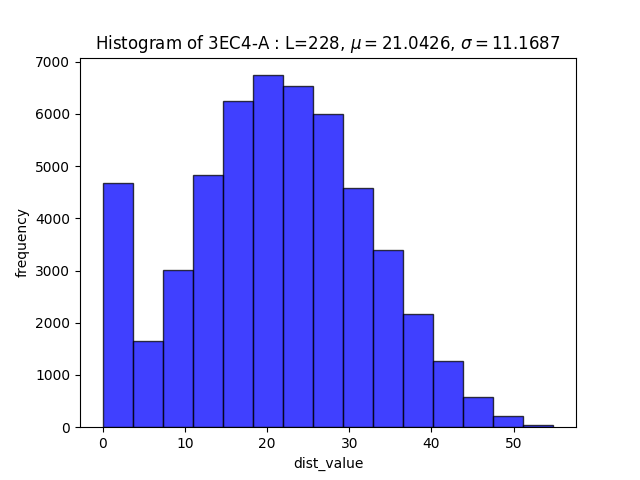 Histogram of 3EC4-A : L=228, μ = 21.0426, σ = 11.1687
7000
6000
5000
4000
3000
2000
1000
0
frequency
0 10 20 30 40 50
dist_value